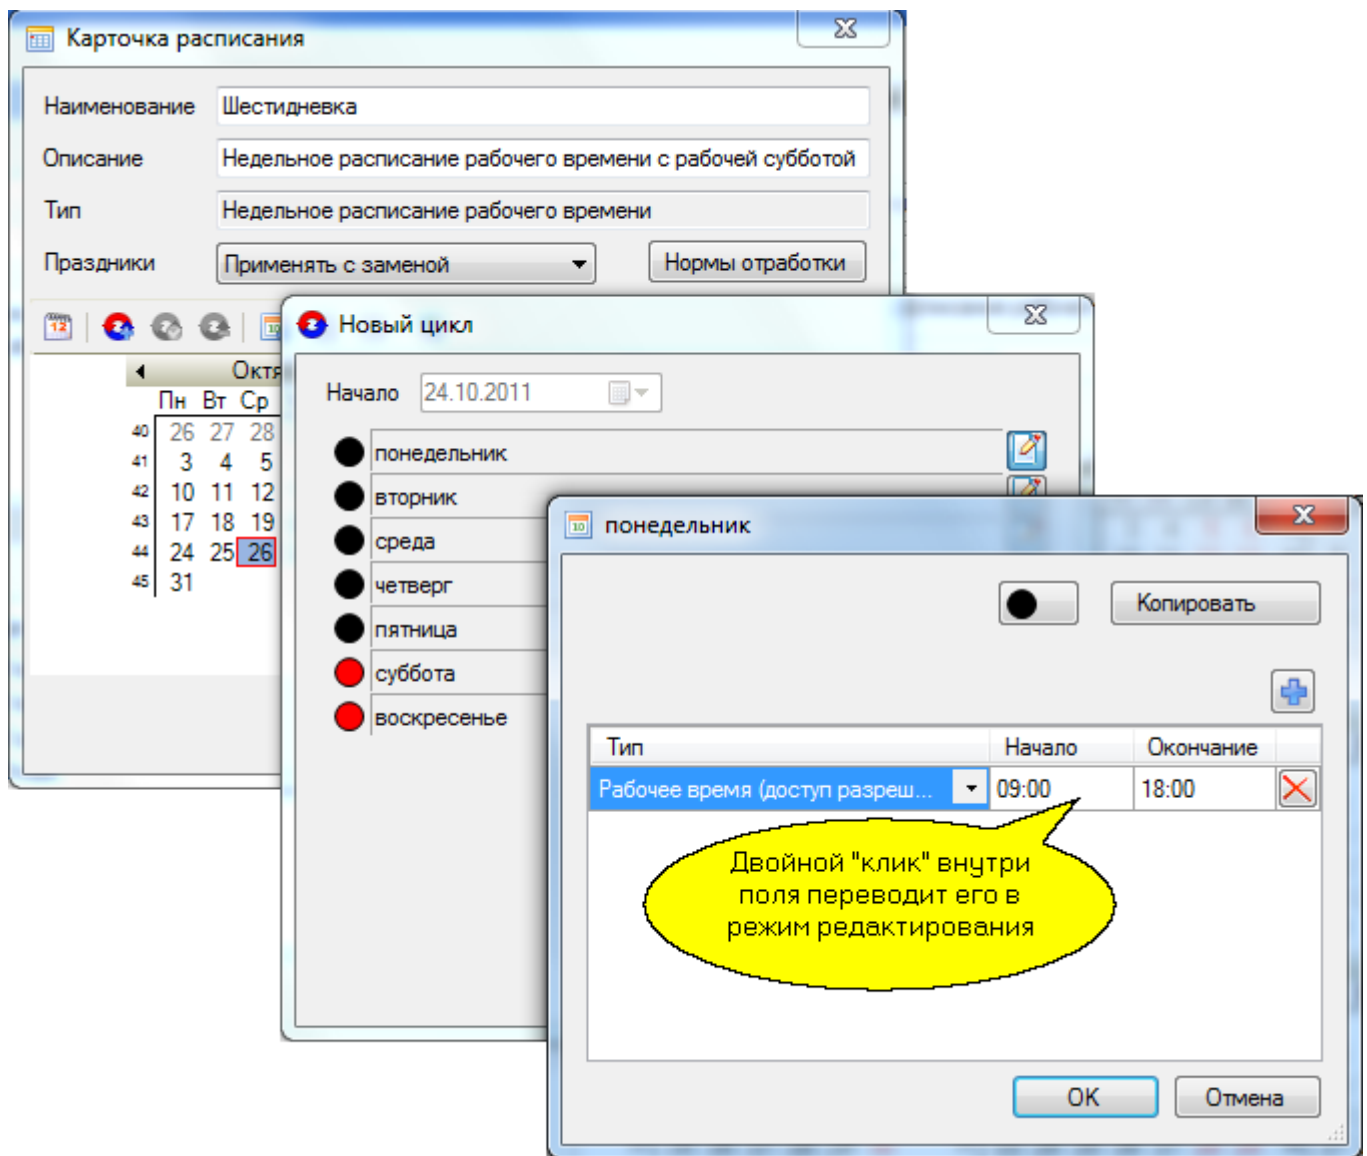 Карточка расписания
Наименование Шестидневка
Описание Недельное расписание рабочего времени с рабочей субботой
Тип Недельное расписание рабочего времени
Праздники Применять с заменой Нормы отработки
12
Октя
Пн Вт Ср
40 26 27 28
41 3 4 5
42 10 11 12
43 17 18 19
44 24 25 26
45 31
Новый цикл
Начало 24.10.2011
понедельник
вторник
среда
четверг
пятница
суббота
воскресенье
10 понедельник
Копировать
Тип Начало Окончание
Рабочее время (доступ разреш... 09:00 18:00
Двойной "клик" внутри
поля переводит его в
режим редактирования
OK Отмена